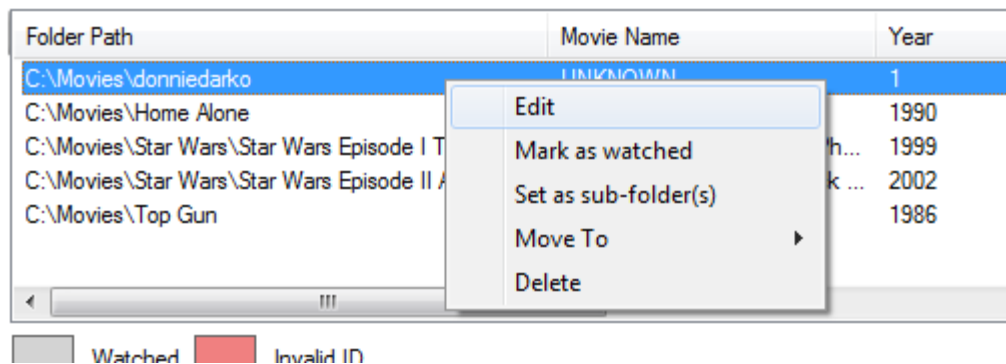 Folder Path Movie Name Year
C:\Movies\donniedarko UNKNOWN 1
C:\Movies\Home Alone 1990
C:\Movies\Star Wars\Star Wars Episode I T 'h... 1999
C:\Movies\Star Wars\Star Wars Episode II A k ... 2002
C:\Movies\Top Gun 1986
Edit
Mark as watched
Set as sub-folder(s)
Move To
Delete
Watched Invalid ID